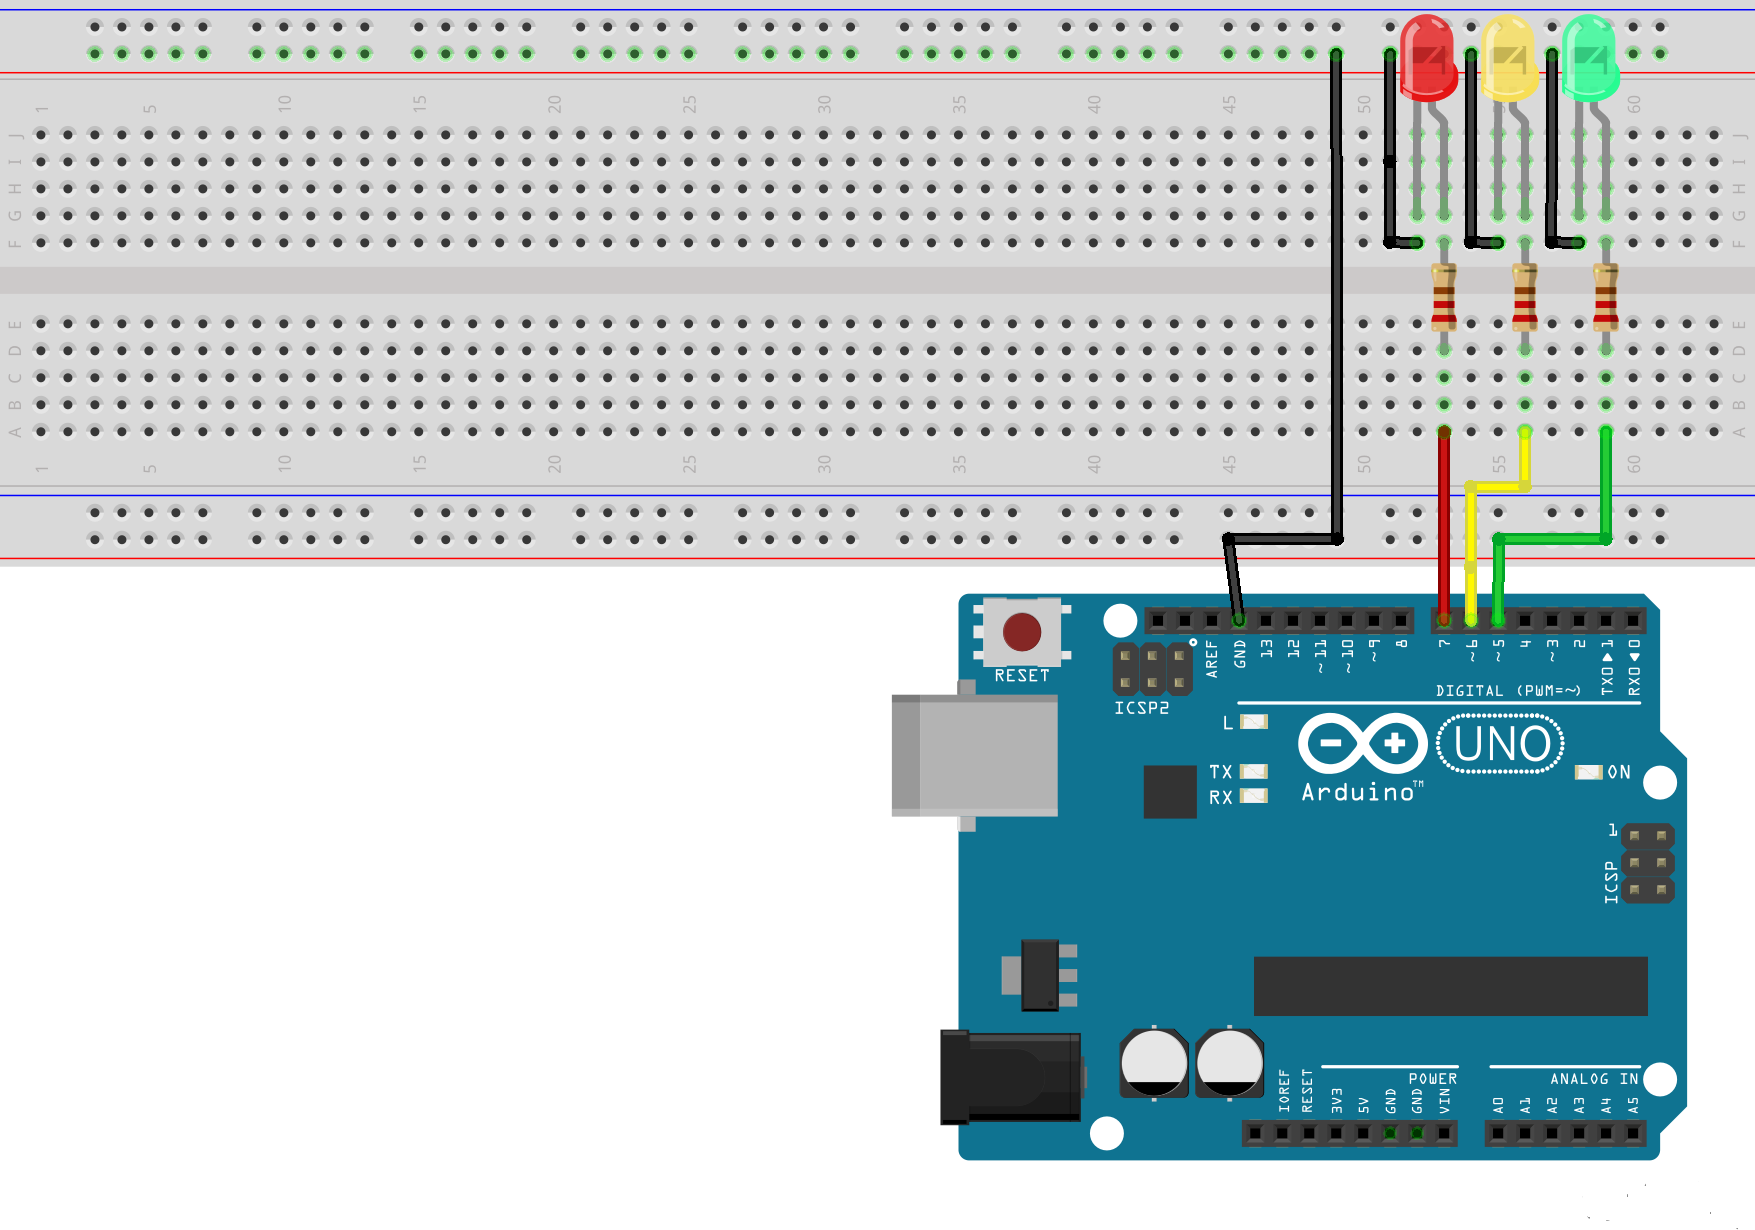 1 5 10 15 20 25 30 35 40 45 50 60
J J
I I
H H
G G
F F
E E
D D
C C
B B
A A
1 5 10 15 20 25 30 35 40 45 50 55 60
RESET
AREF GND 13 12 ~11 ~10 ~9 8 7 ~6 ~5 4 ~3 2 TXO▶1 RXO◀0
ICSP2
DIGITAL (PWM=~)
L
TX
RX
UNO
ON
Arduino™
1
ICSP
POWER
ANALOG IN
IOREF RESET 3V3 5V GND GND VIN A0 A1 A2 A3 A4 A5